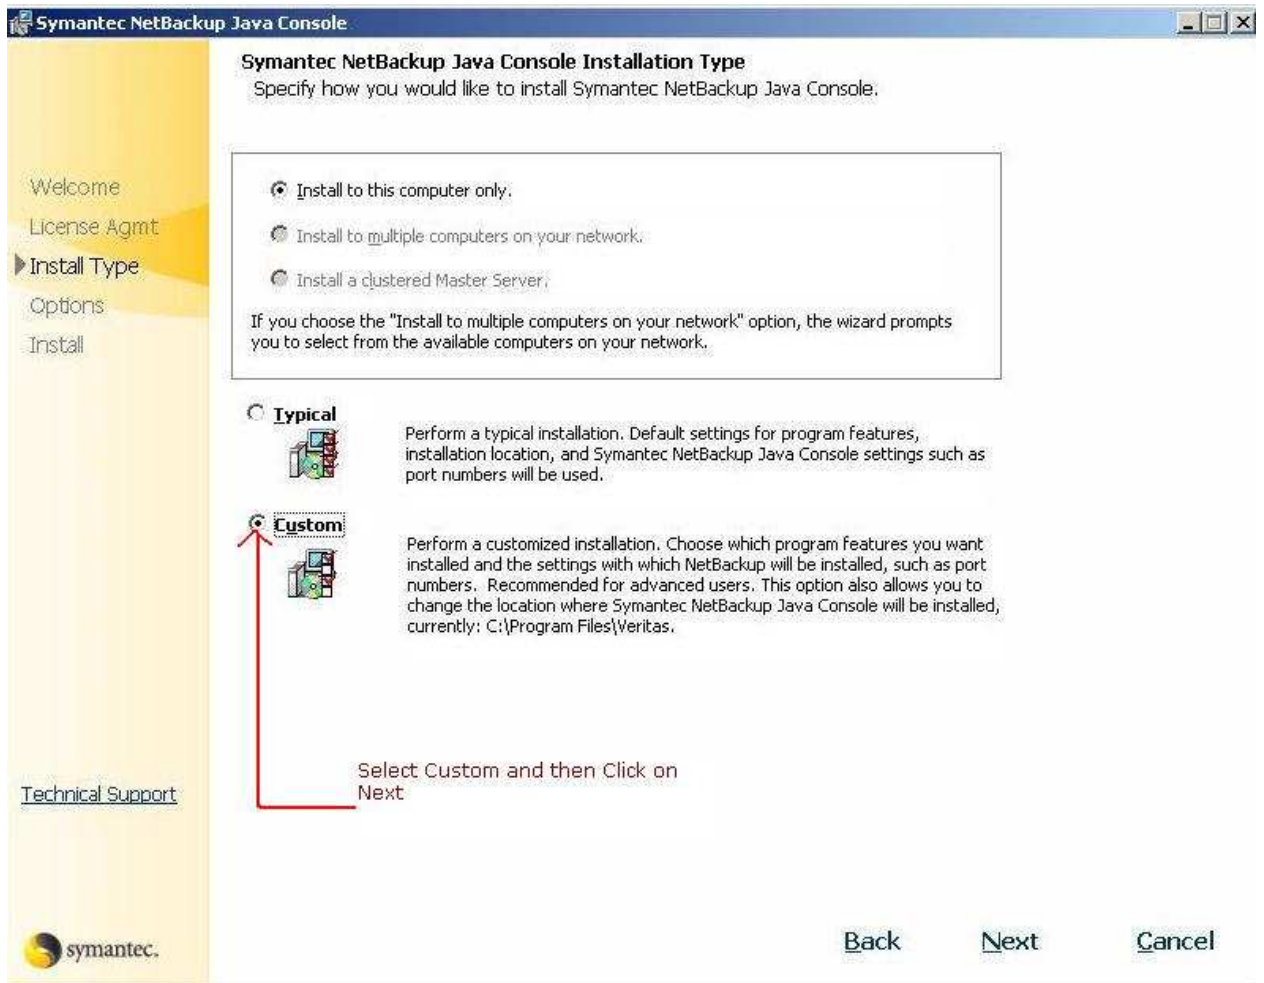 Symantec NetBackup Java Console
Symantec NetBackup Java Console Installation Type
Specify how you would like to install Symantec NetBackup Java Console.
Welcome
License Agmt
Install Type
Options
Install
Install to this computer only.
Install to multiple computers on your network.
Install a clustered Master Server.
If you choose the "Install to multiple computers on your network" option, the wizard prompts
you to select from the available computers on your network.
Typical
Perform a typical installation. Default settings for program features,
installation location, and Symantec NetBackup Java Console settings such as
port numbers will be used.
Custom
Perform a customized installation. Choose which program features you want
installed and the settings with which NetBackup will be installed, such as port
numbers. Recommended for advanced users. This option also allows you to
change the location where Symantec NetBackup Java Console will be installed,
currently: C:\Program Files\Veritas.
Select Custom and then Click on
Next
Technical Support
symantec.
Back
Next
Cancel